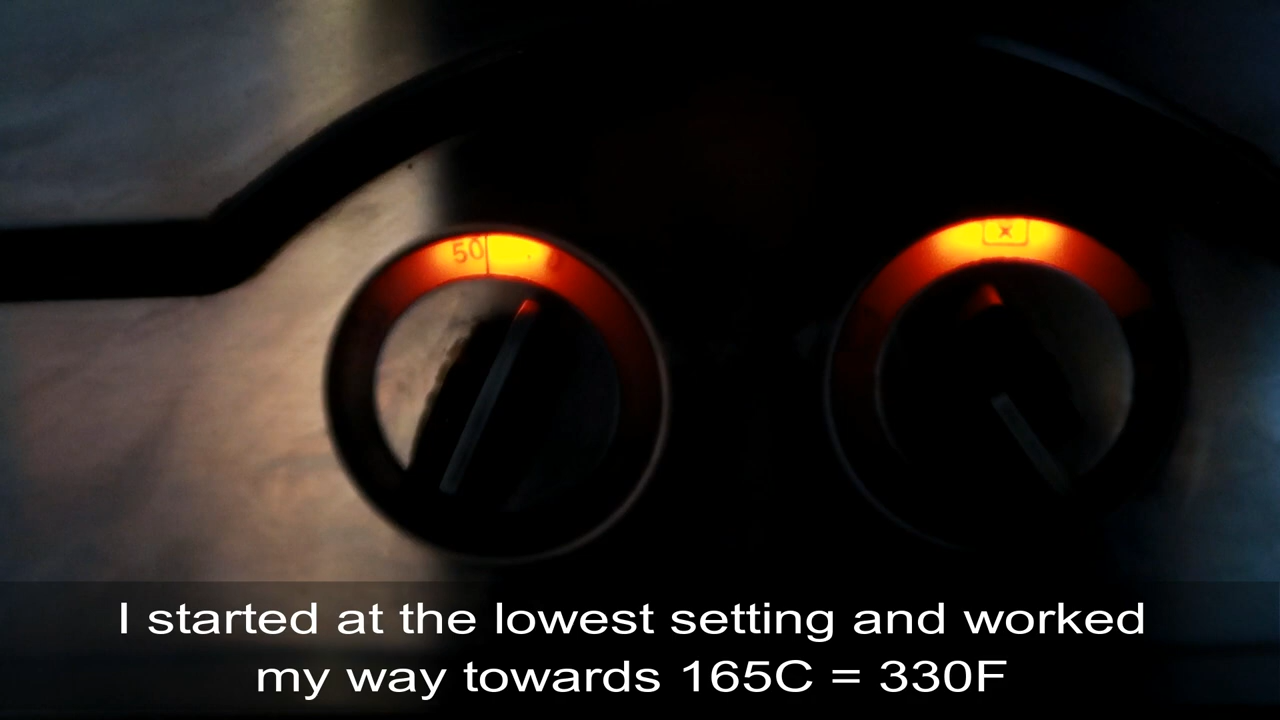 50
I started at the lowest setting and worked
my way towards 165C = 330F